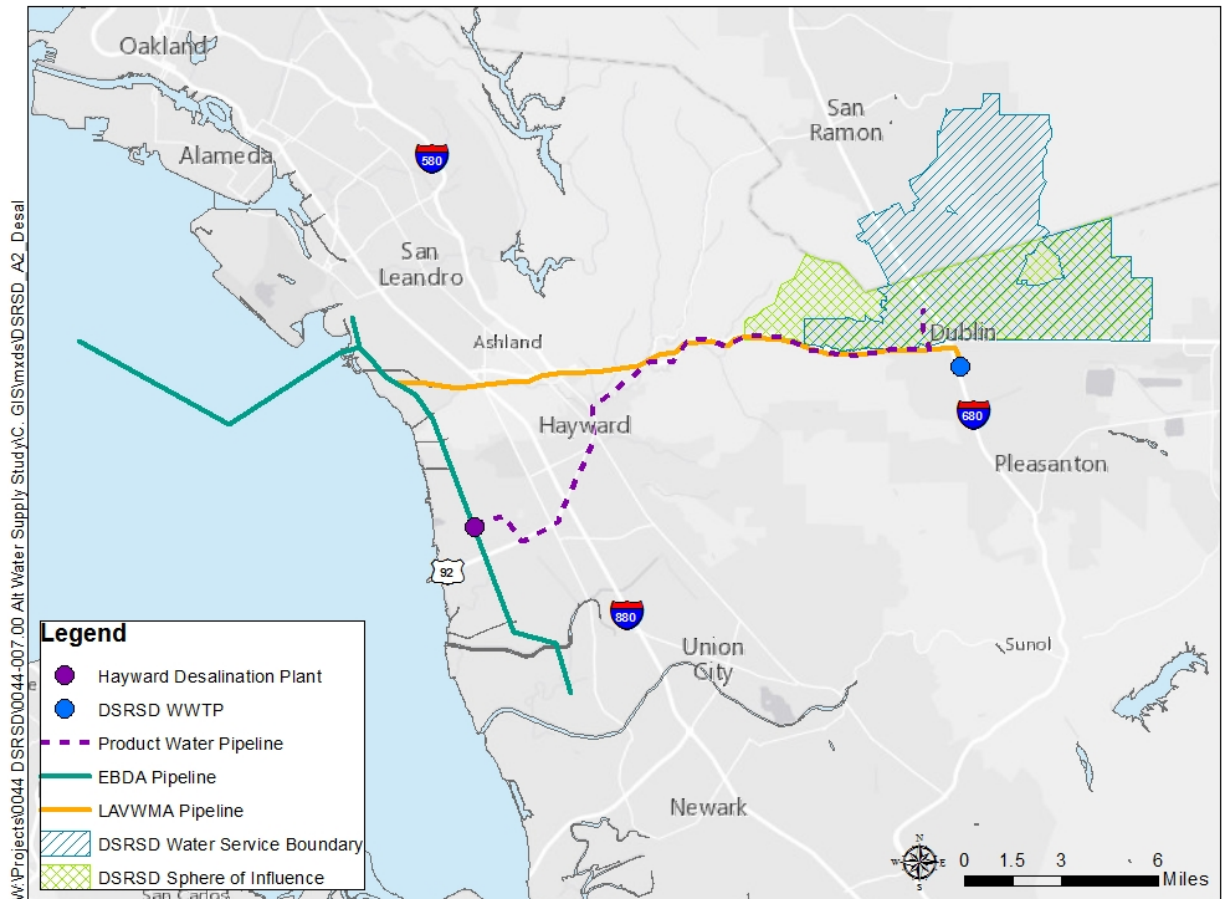 W:\Projects\0044 DSRSD\0044-007.00 Alt Water Supply Study\C. GIS\mxds\DSRSD_A2_Desal
Oakland
Alameda
580
San
Ramon
San
Leandro
Ashland
Dublin
Hayward
680
Pleasanton
92
880
Union
City
Sunol
Newark
San Carlos
Legend
Hayward Desalination Plant
DSRSD WWTP
Product Water Pipeline
EBDA Pipeline
LAVWMA Pipeline
DSRSD Water Service Boundary
DSRSD Sphere of Influence
N
W E
S
0 1.5 3 6
Miles